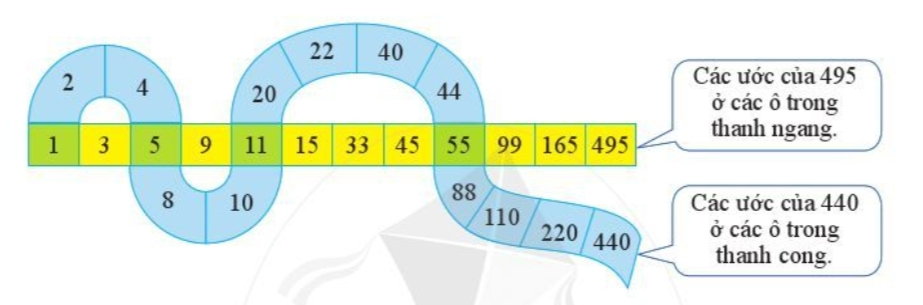 22 40
2 4 20 44
1 3 5 9 11 15 33 45 55 99 165 495
8 10 88 110 220 440
Các ước của 495
ở các ô trong
thanh ngang.
Các ước của 440
ở các ô trong
thanh cong.